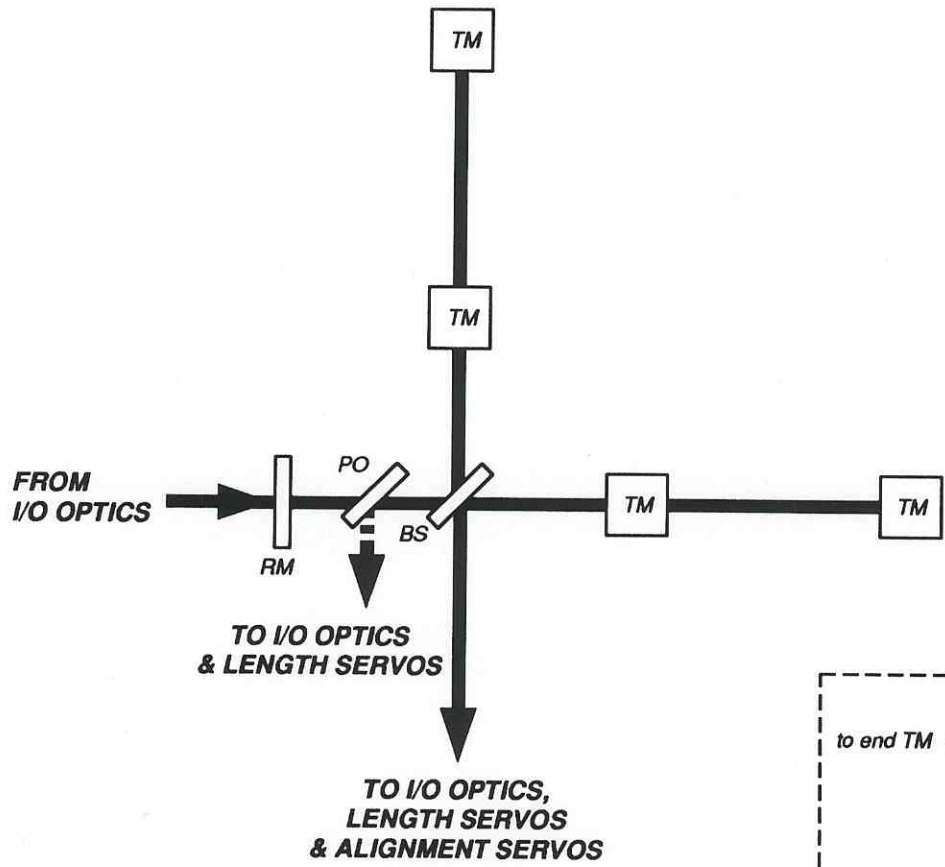 TM
TM
PO
FROM
I/O OPTICS
BS
TM
TM
RM
TO I/O OPTICS
& LENGTH SERVOS
to end TM
TO I/O OPTICS,
LENGTH SERVOS
& ALIGNMENT SERVOS